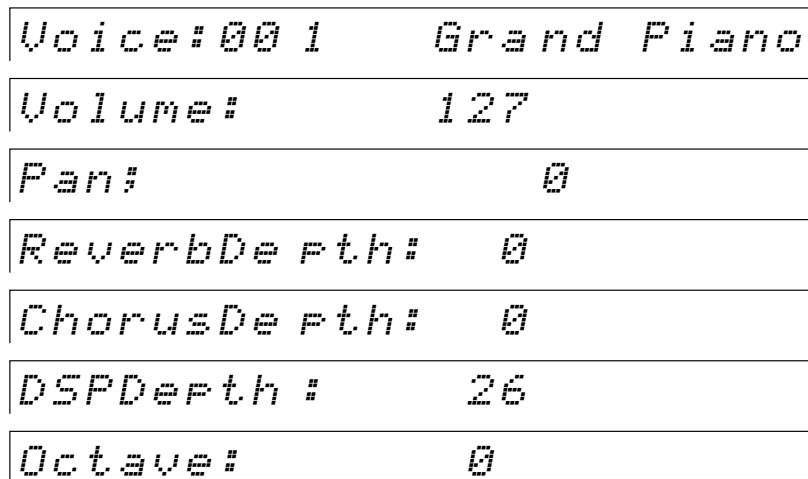 Voice:001 Grand Piano
Volume: 127
Pan; 0
ReverbDepth: 0
ChorusDepth: 0
DSPDepth: 26
Octave: 0